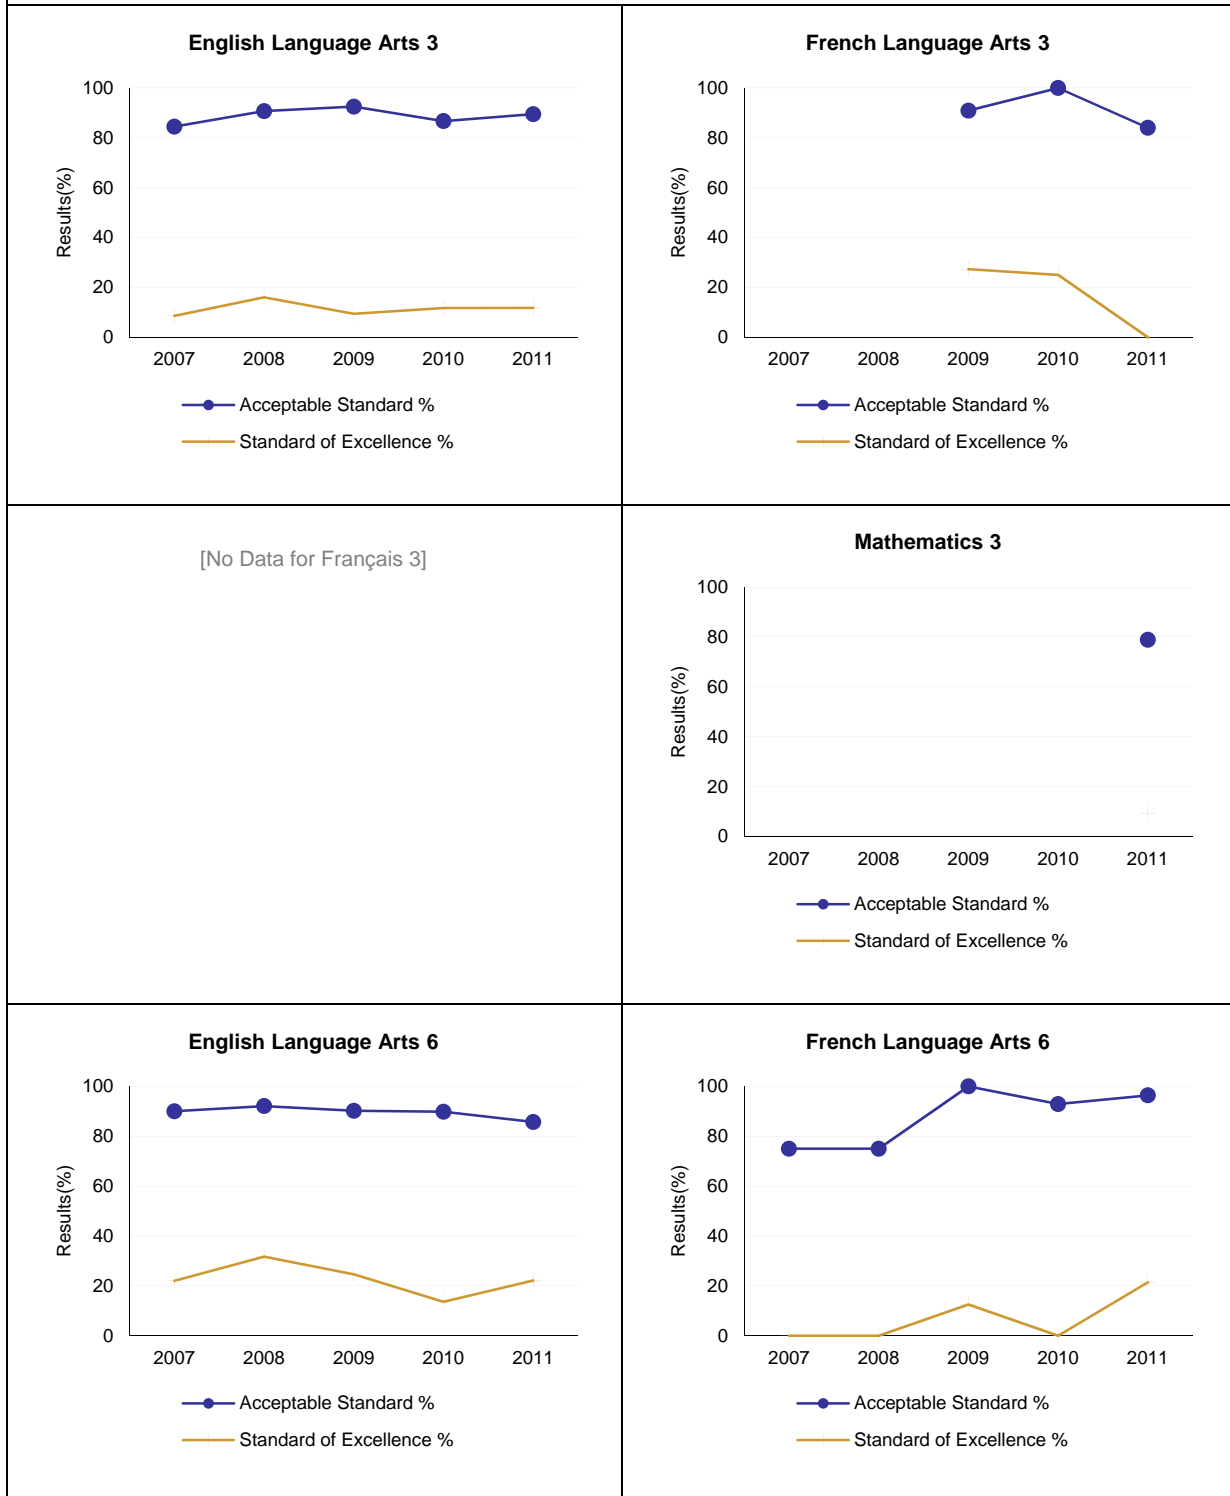 English Language Arts 3
100
80
60
40
20
0
Results(%)
2007 2008 2009 2010 2011
Acceptable Standard %
Standard of Excellence %
French Language Arts 3
100
80
60
40
20
0
Results(%)
2007 2008 2009 2010 2011
Acceptable Standard %
Standard of Excellence %
[No Data for Français 3]
Mathematics 3
100
80
60
40
20
0
Results(%)
2007 2008 2009 2010 2011
Acceptable Standard %
Standard of Excellence %
English Language Arts 6
100
80
60
40
20
0
Results(%)
2007 2008 2009 2010 2011
Acceptable Standard %
Standard of Excellence %
French Language Arts 6
100
80
60
40
20
0
Results(%)
2007 2008 2009 2010 2011
Acceptable Standard %
Standard of Excellence %